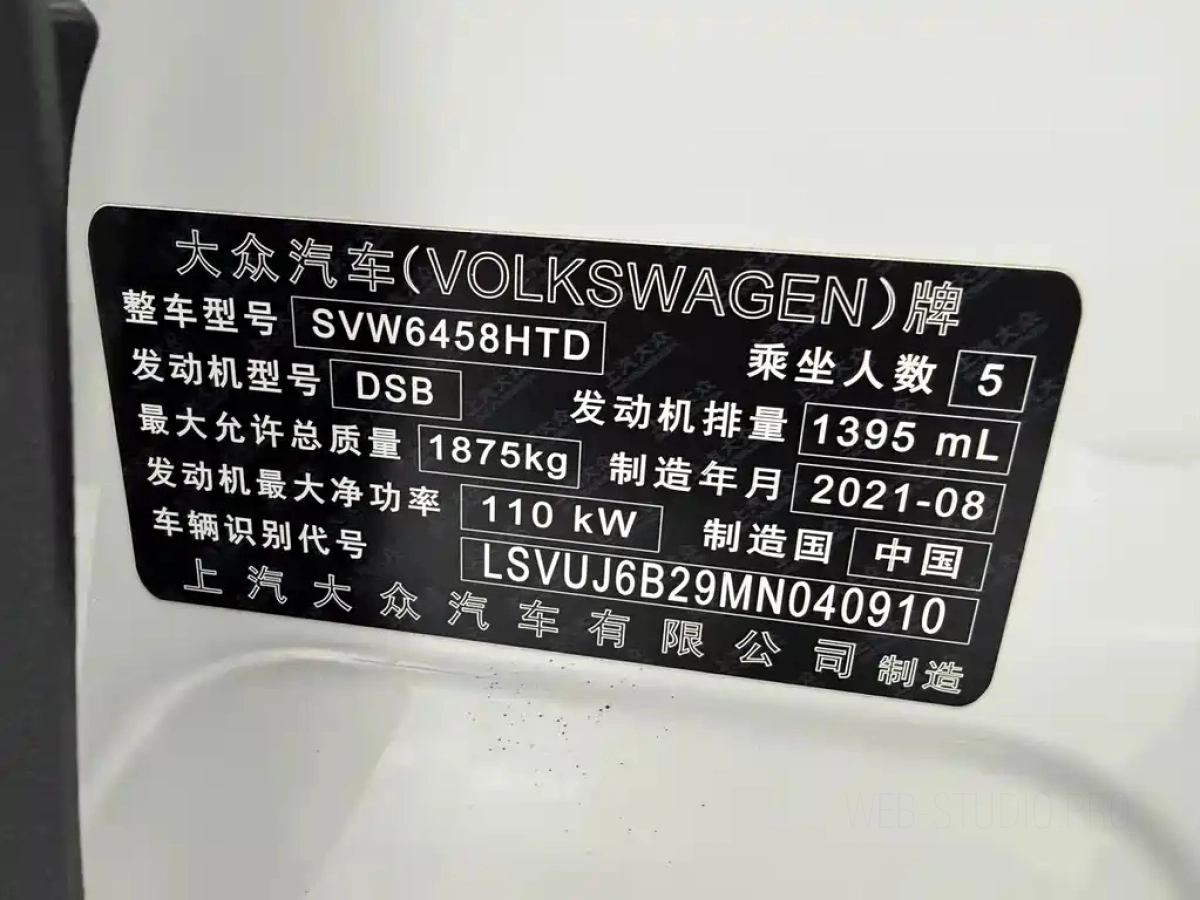 大众汽车(VOLKSWAGEN)牌
整车型号 SVW6458HTD 乘坐人数 5
发动机型号 DSB 发动机排量 1395 mL
最大允许总质量 1875kg 制造年月 2021-08
发动机最大净功率 110 kW 制造国 中国
车辆识别代号 LSVUJ6B29MN040910
上汽大众汽车有限公司制造